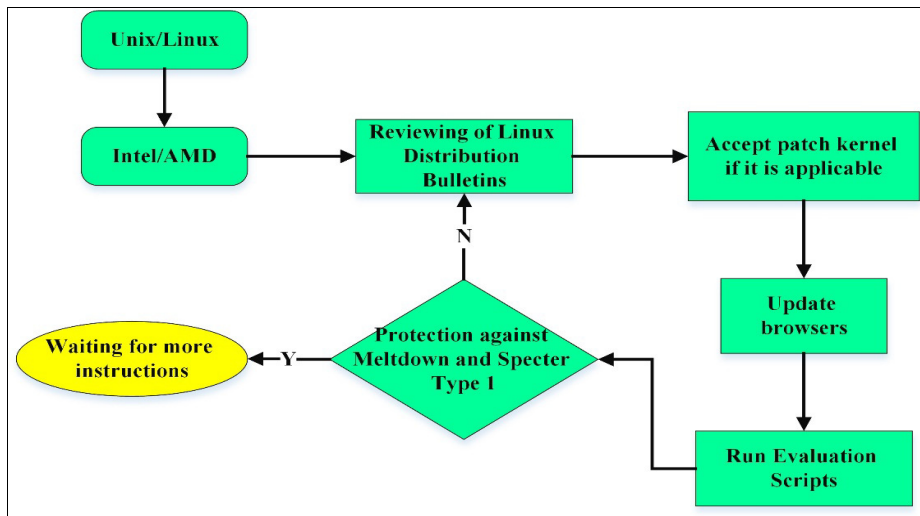 Unix/Linux
Intel/AMD
Reviewing of Linux
Distribution
Bulletins
Accept patch kernel
if it is applicable
Update
browsers
Run Evaluation
Scripts
Protection against
Meltdown and Specter
Type 1
N
Y
Waiting for more
instructions